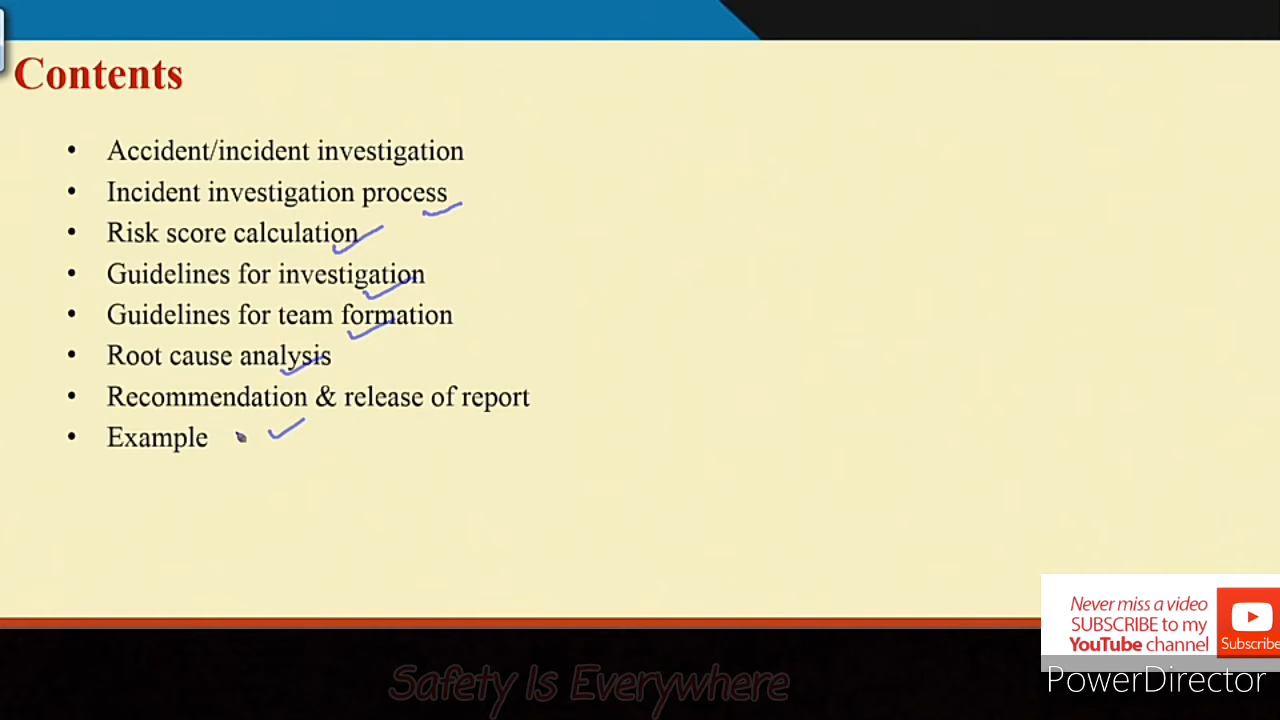 Contents
• Accident/incident investigation
• Incident investigation process
• Risk score calculation
• Guidelines for investigation
• Guidelines for team formation
• Root cause analysis
• Recommendation & release of report
• Example
Never miss a video
SUBSCRIBE to my
YouTube channel
Subscribe
Safety Is Everywhere
PowerDirector